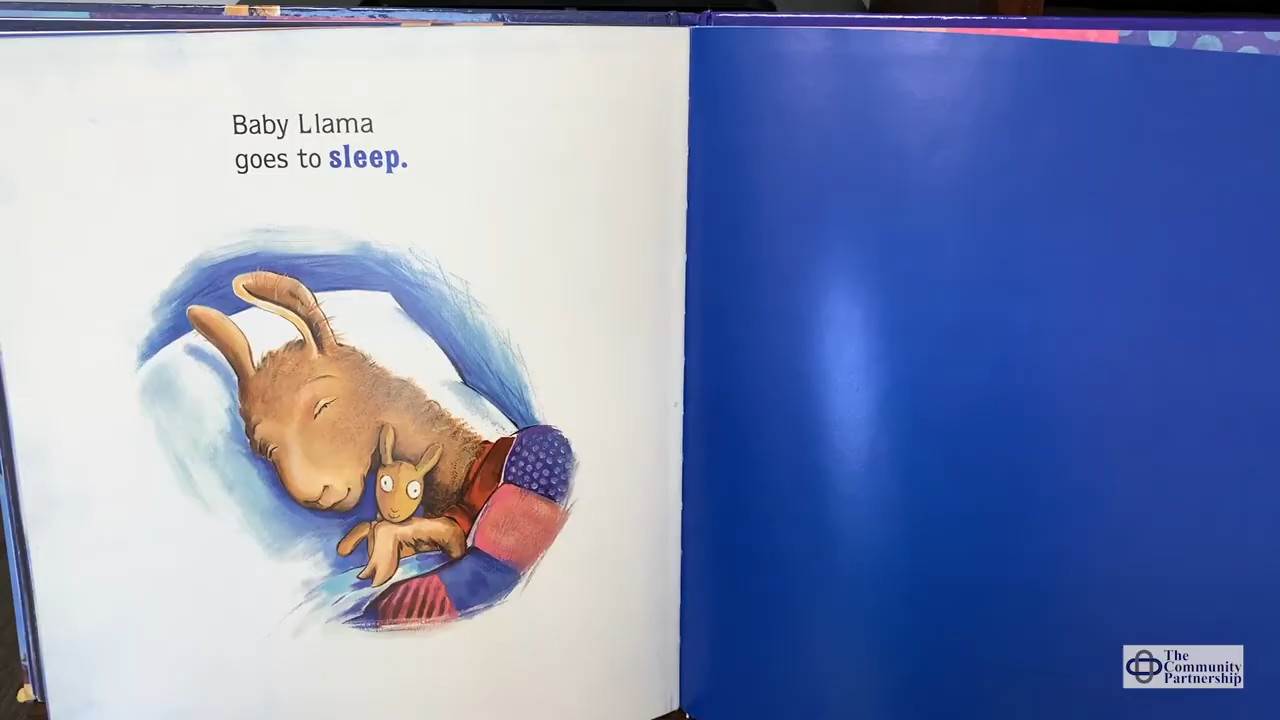 Baby Llama
goes to sleep.
The
Community
Partnership